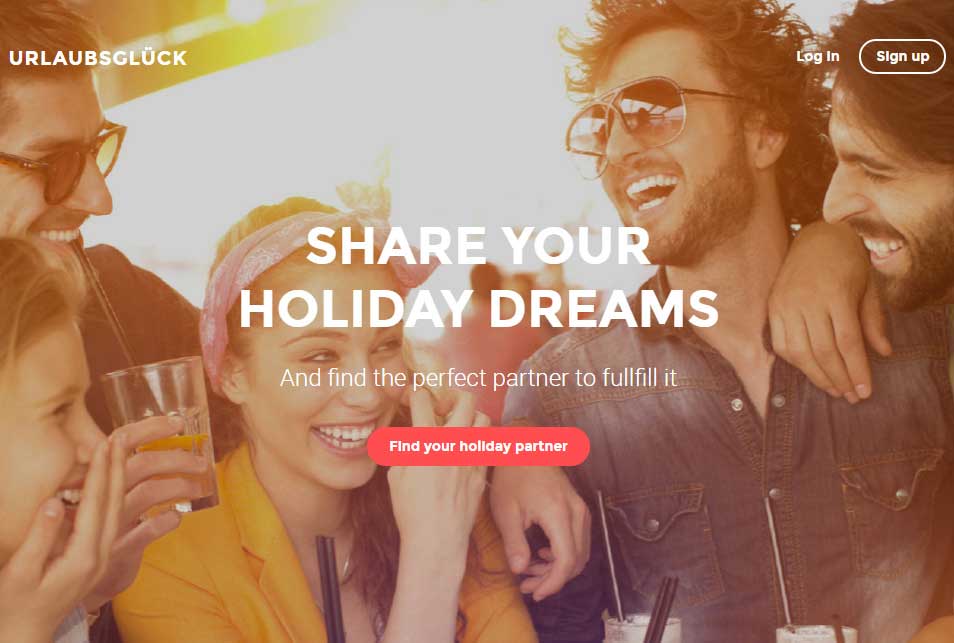 URLAUBSGLÜCK
Log in
Sign up
SHARE YOUR
HOLIDAY DREAMS
And find the perfect partner to fullfill it
Find your holiday partner